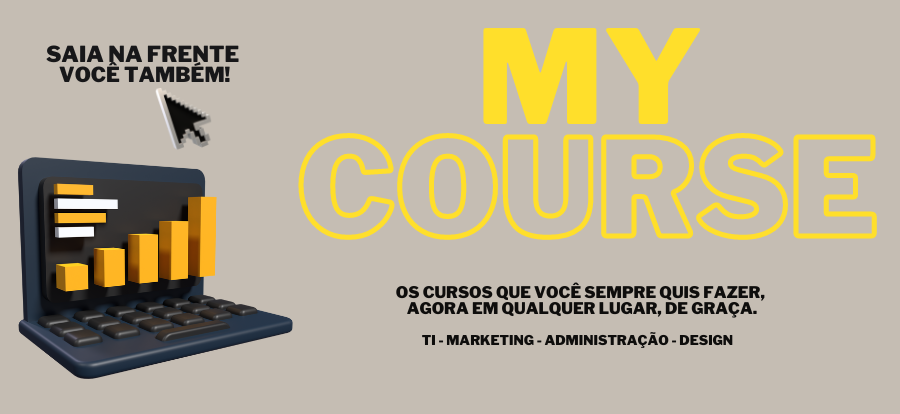 SAIA NA FRENTE
VOCÊ TAMBÉM!
MY
COURSE
OS CURSOS QUE VOCÊ SEMPRE QUIS FAZER,
AGORA EM QUALQUER LUGAR, DE GRAÇA.
TI - MARKETING - ADMINISTRAÇÃO - DESIGN